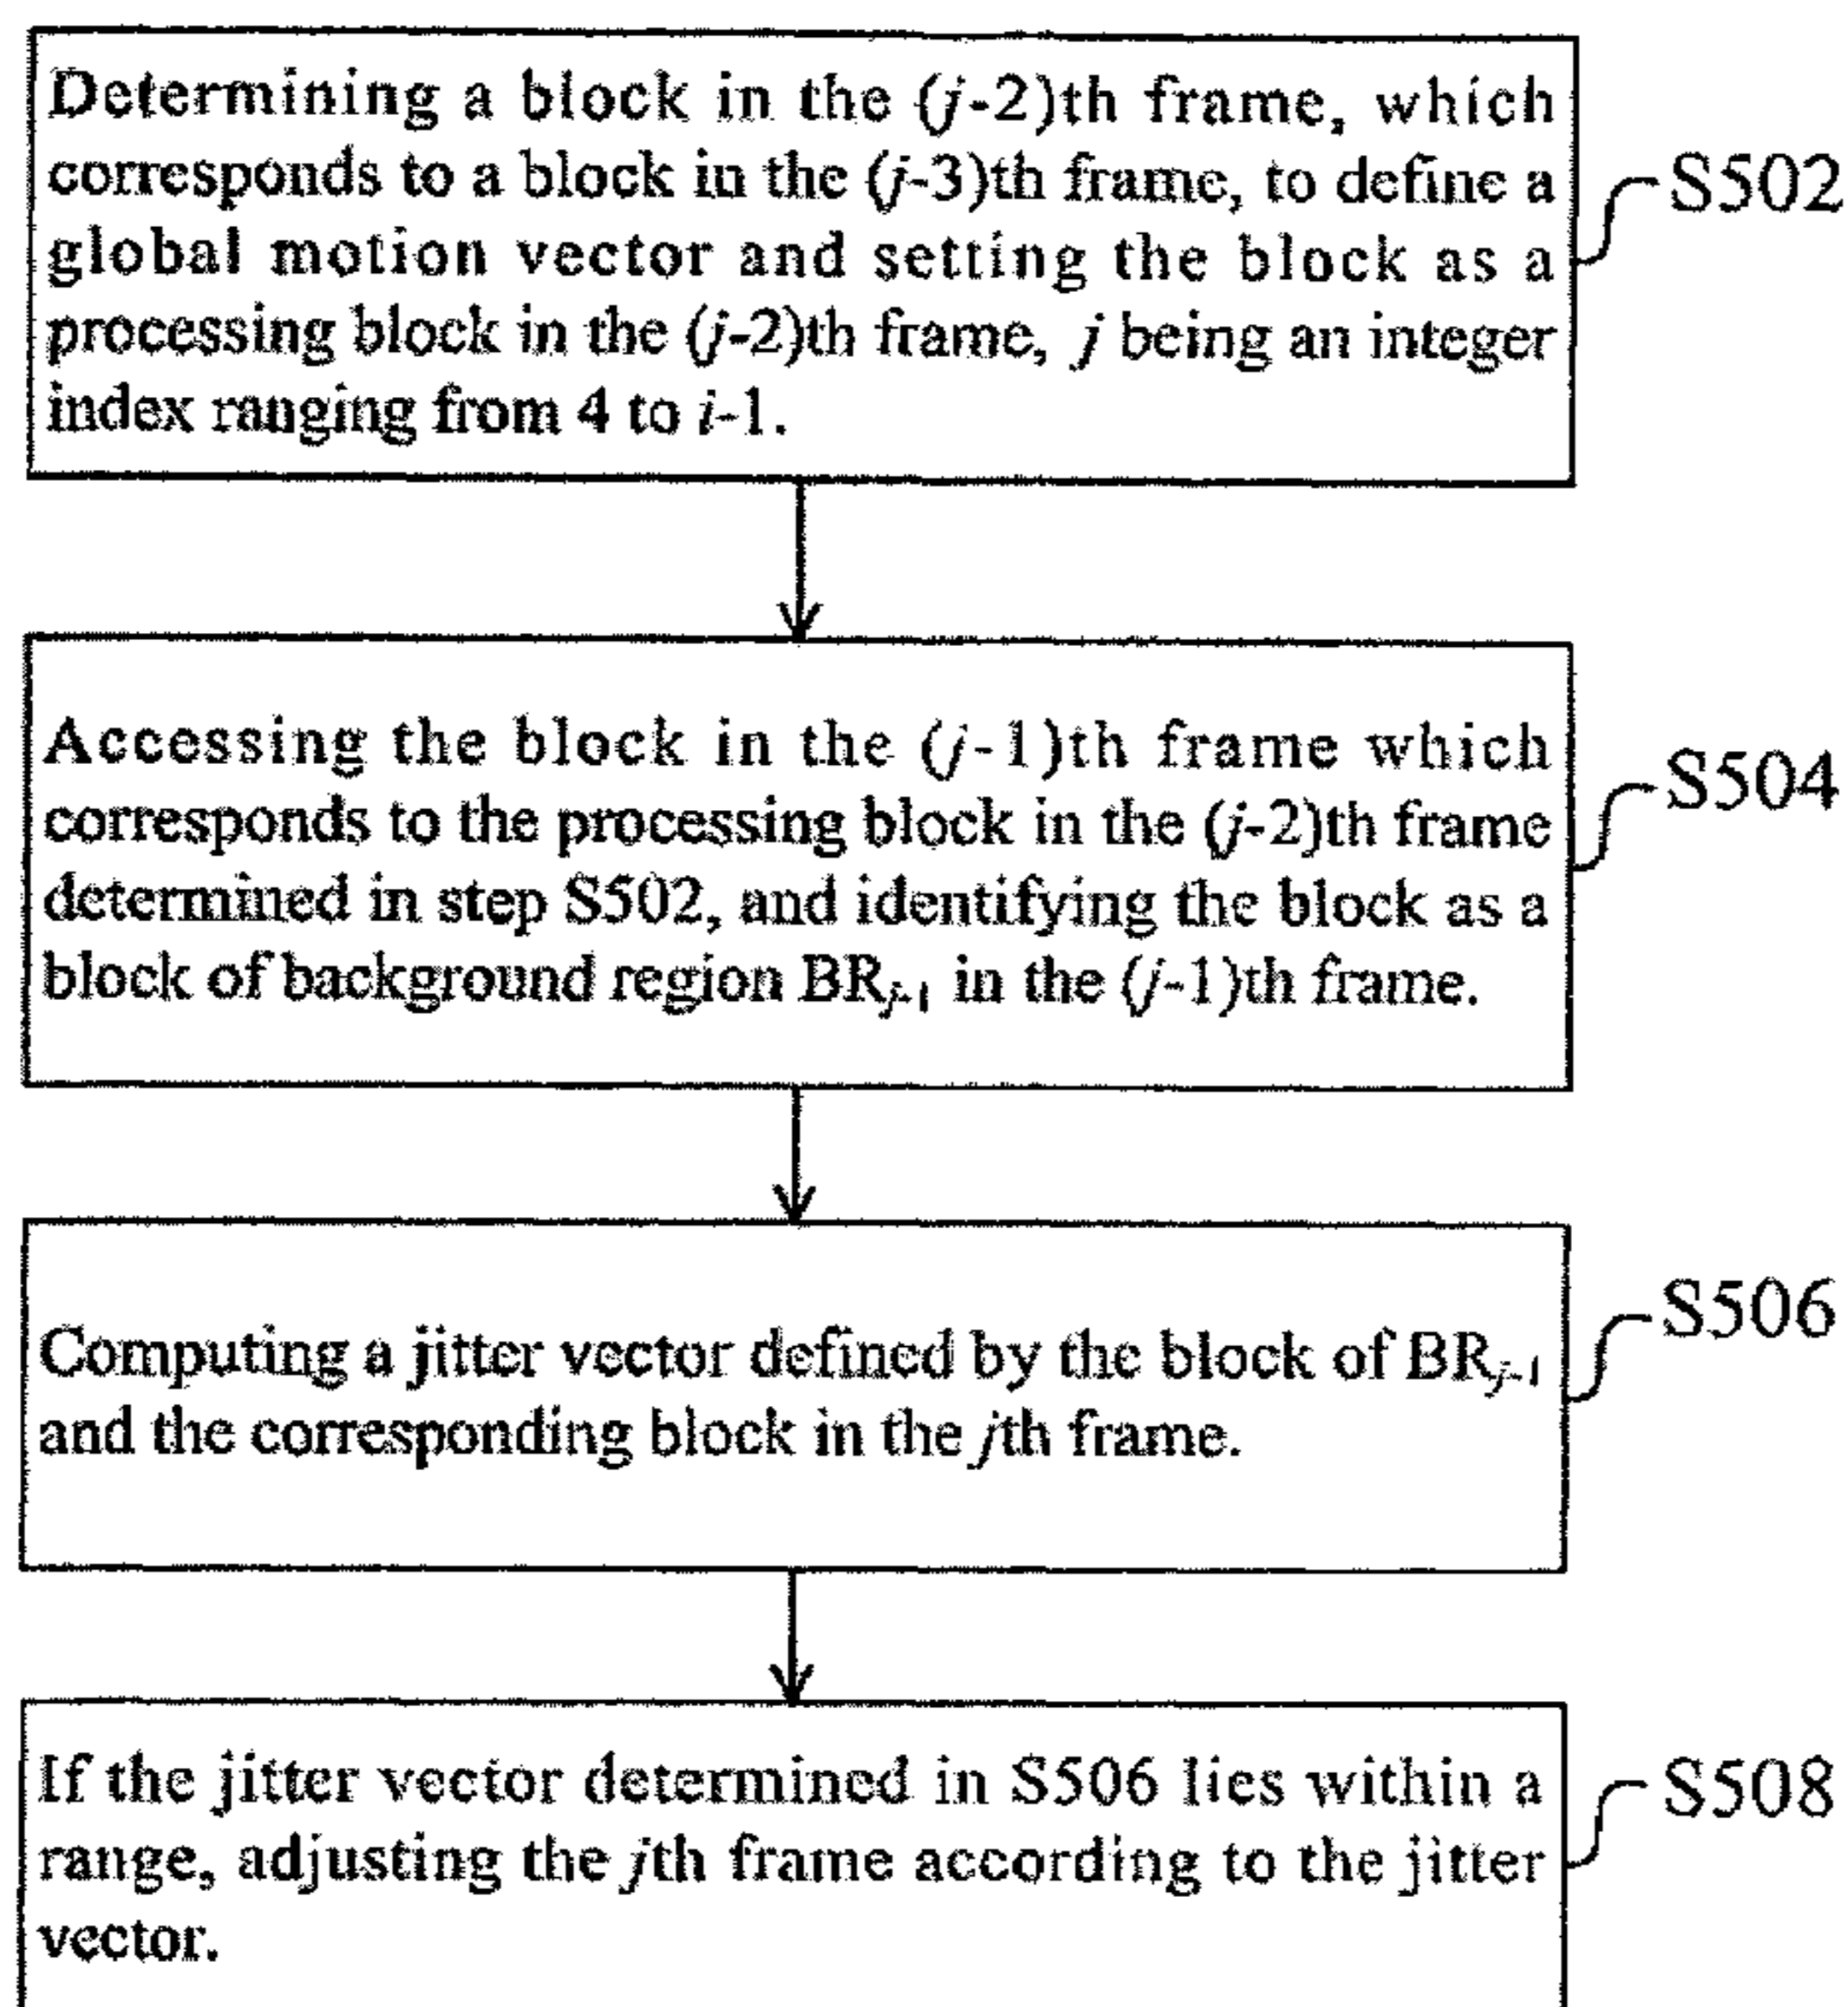 Determining a block in the (j-2)th frame, which
corresponds to a block in the (j-3)th frame, to define a
global motion vector and setting the block as a
processing block in the (j-2)th frame, j being an integer
index ranging from 4 to i-1.
S502
Accessing the block in the (j-1)th frame which
corresponds to the processing block in the (j-2)th frame
determined in step S502, and identifying the block as a
block of background region BRj-1 in the (j-1)th frame.
S504
Computing a jitter vector defined by the block of BRj-1
and the corresponding block in the jth frame.
S506
If the jitter vector determined in S506 lies within a
range, adjusting the jth frame according to the jitter
vector.
S508